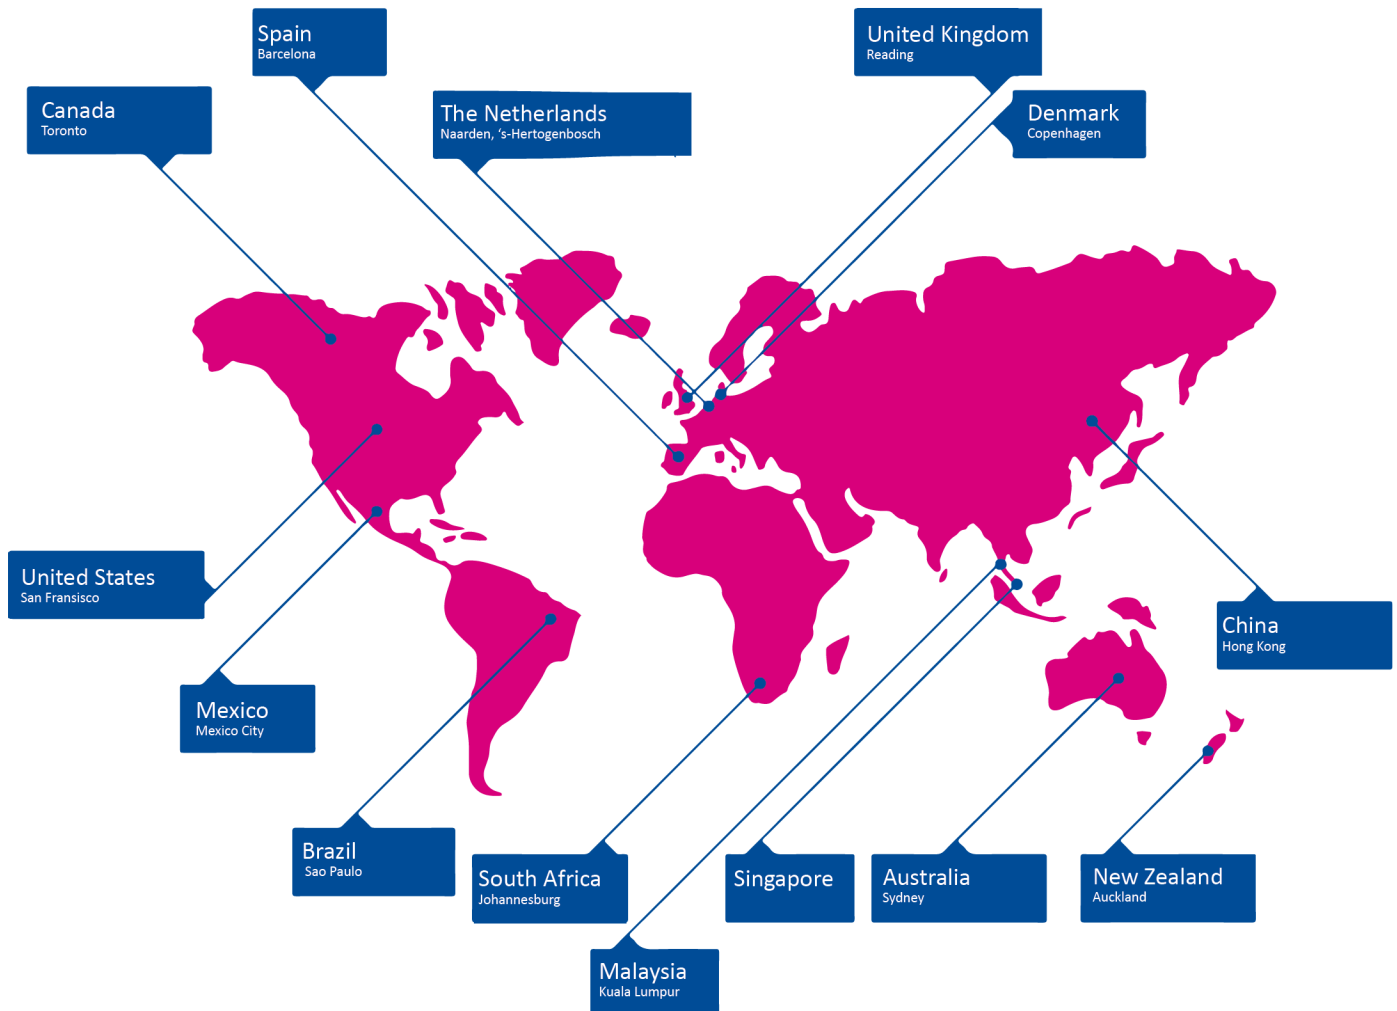 Spain
Barcelona
United Kingdom
Reading
Canada
Toronto
The Netherlands
Naarden, ‘s-Hertogenbosch
Denmark
Copenhagen
United States
San Fransisco
China
Hong Kong
Mexico
Mexico City
Brazil
Sao Paulo
South Africa
Johannesburg
Singapore
Australia
Sydney
New Zealand
Auckland
Malaysia
Kuala Lumpur